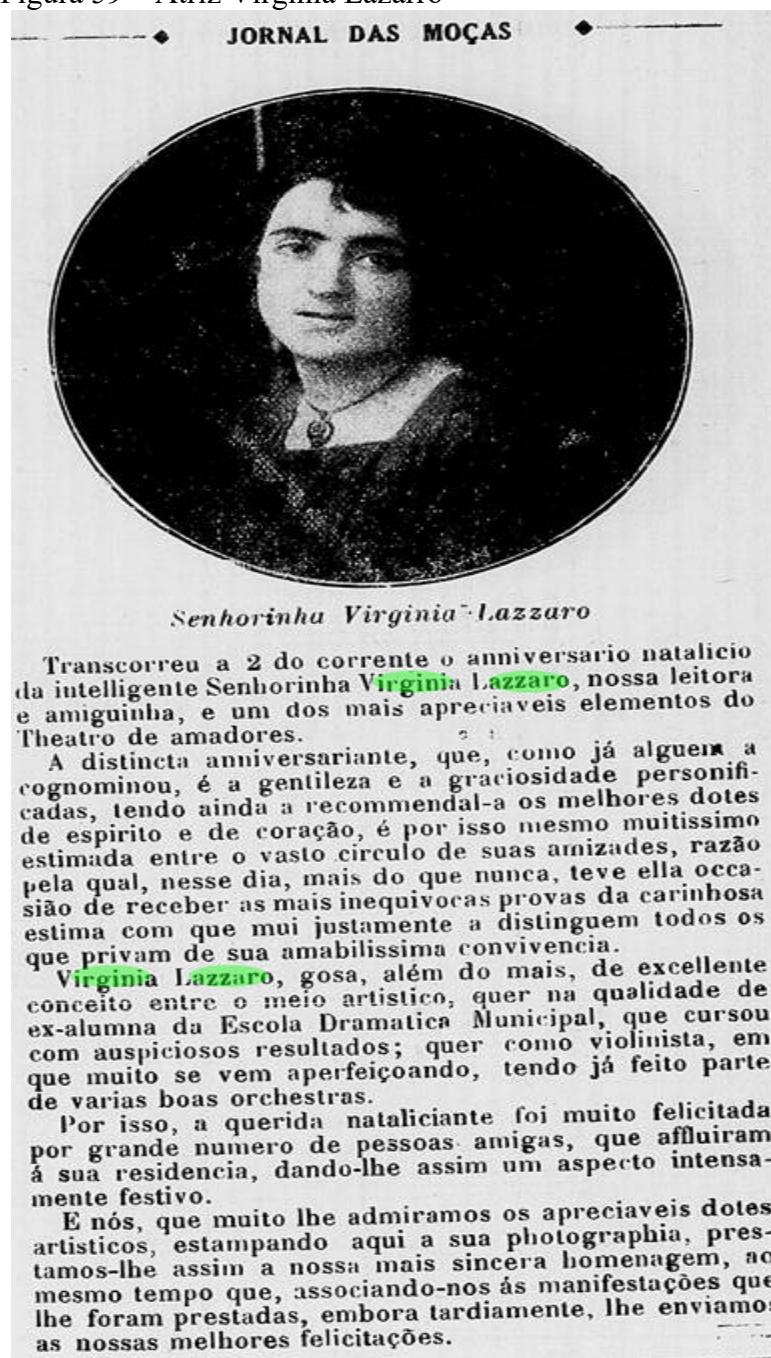 Figura 39 – Atriz Virginia Lazarro
JORNAL DAS MOÇAS
Senhorinha Virginia Lazzaro
Transcorreu a 2 do corrente o anniversario natalicio
da intelligente Senhorinha Virginia Lazzaro, nossa leitora
e amiguinha, e um dos mais apreciaveis elementos do
Theatro de amadores.
A distincta anniversariante, que, como já alguem a
cognominou, é a gentileza e a graciosidade personifi-
cadas, tendo ainda a recommendal-a os melhores dotes
de espirito e de coração, é por isso mesmo muitissimo
estimada entre o vasto circulo de suas amizades, razão
pela qual, nesse dia, mais do que nunca, teve ella occa-
sião de receber as mais inequivocas provas da carinhosa
estima com que mui justamente a distinguem todos os
que privam de sua amabilissima convivencia.
Virginia Lazzaro, gosa, além do mais, de excellente
conceito entre o meio artistico, quer na qualidade de
ex-alumna da Escola Dramatica Municipal, que cursou
com auspiciosos resultados; quer como violinista, em
que muito se vem aperfeiçoando, tendo já feito parte
de varias boas orchestras.
Por isso, a querida nataliciante foi muito felicitada
por grande numero de pessoas amigas, que affluiram
á sua residencia, dando-lhe assim um aspecto intensa-
mente festivo.
E nós, que muito lhe admiramos os apreciaveis dotes
artisticos, estampando aqui a sua photographia, pres-
tamos-lhe assim a nossa mais sincera homenagem, ao
mesmo tempo que, associando-nos ás manifestações que
lhe foram prestadas, embora tardiamente, lhe enviamos
as nossas melhores felicitações.